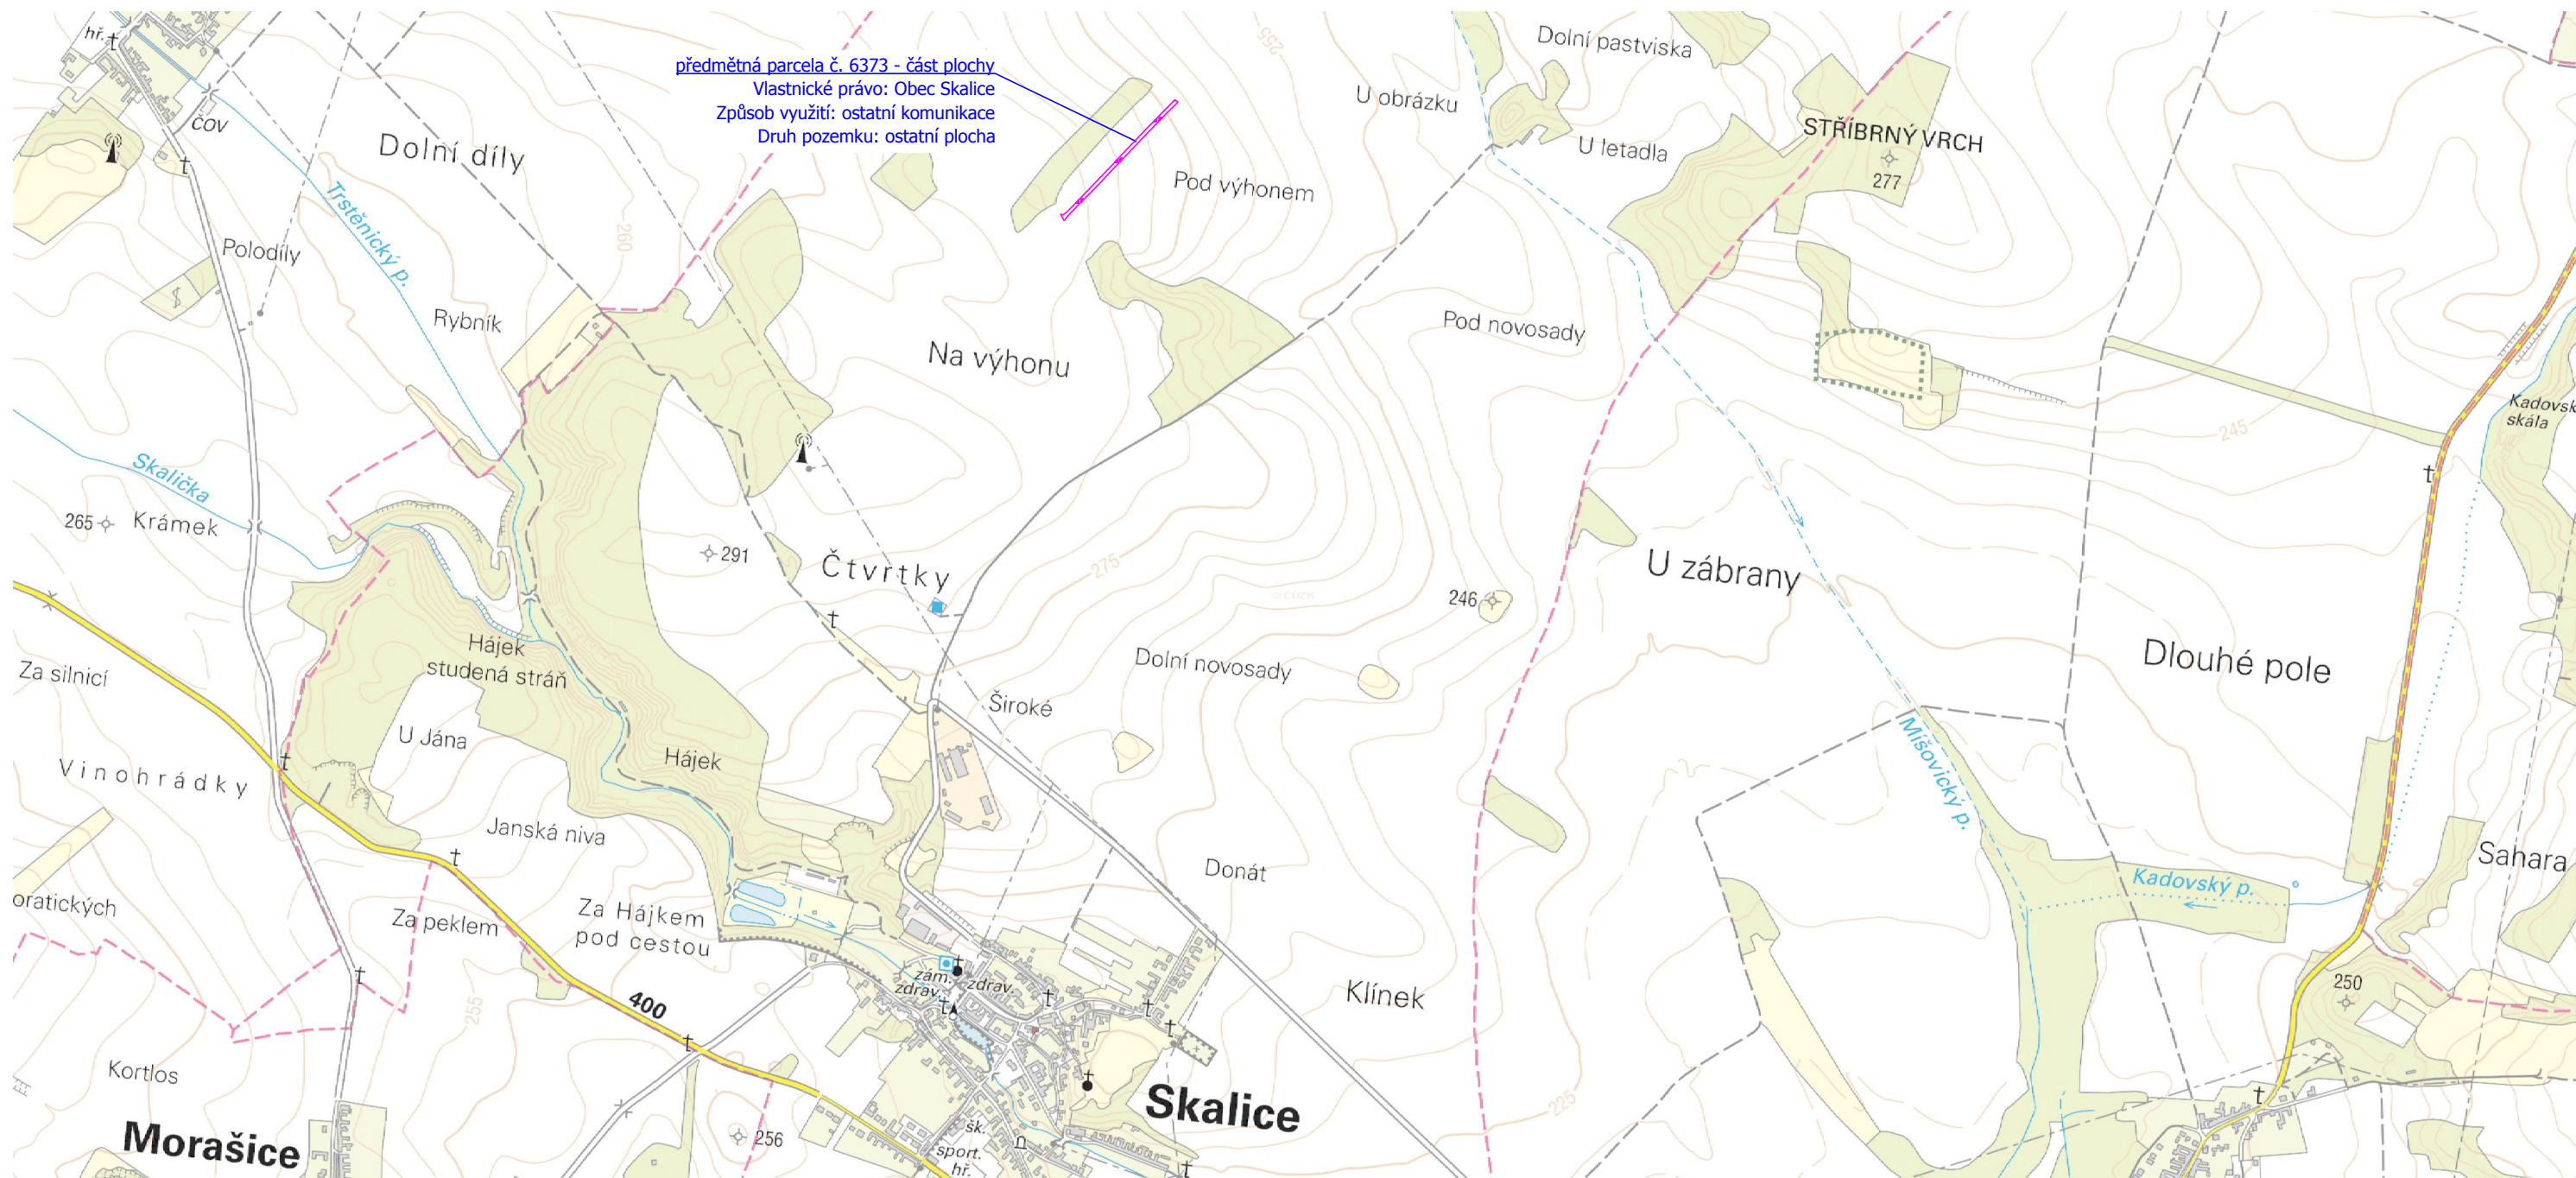 hř.
předmětná parcela č. 6373 - část plochy
Vlastnické právo: Obec Skalice
Způsob využití: ostatní komunikace
Druh pozemku: ostatní plocha
255
Dolní pastviska
U obrázku
ČOV
STŘÍBRNÝ VRCH
277
U letadla
Dolní díly
Pod výhonem
Trstěnický p.
260
Polodíly
Rybník
Pod novosady
Na výhonu
Kadovsk
skála
245
Skalička
265
Krámek
291
Čtvrtky
275
U zábrany
246
Hájek
studená stráň
Za silnicí
Dolní novosady
Dlouhé pole
Široké
U Jána
Hájek
Míšovický p.
Vinohrádky
Janská niva
Donát
Sahara
Kadovský p.
oratických
Za peklem
Za Hájkem
pod cestou
zám.
zdrav.
zdrav.
Klínek
250
255
400
Kortlos
225
Skalice
Morašice
256
šk.
sport.
hř.